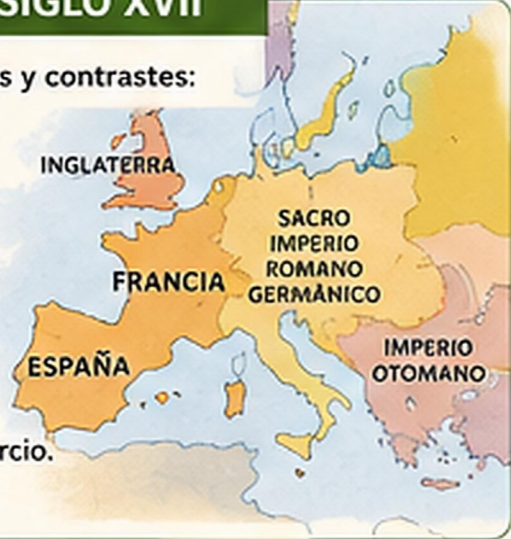 SIGLO XVII
s y contrastes:
INGLATERRA
SACRO
IMPERIO
ROMANO
GERMÁNICO
FRANCIA
IMPERIO
OTOMANO
ESPAÑA
rcio.